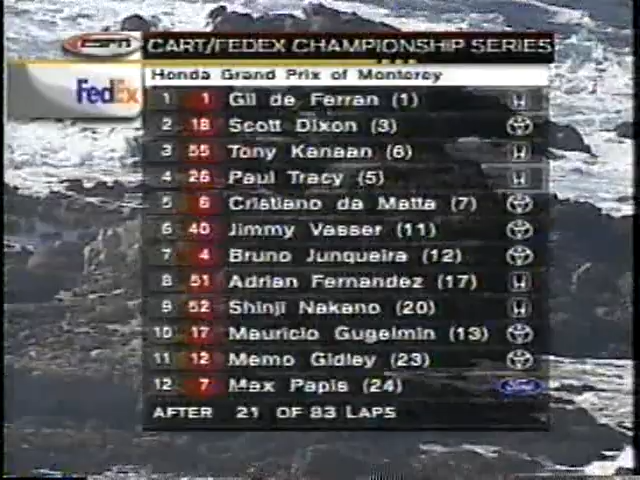 ESPn
CART/FEDEX CHAMPIONSHIP SERIES
FedEx
Honda Grand Prix of Monterey
1 1 Gil de Ferran (1)
2 18 Scott Dixon (3)
3 55 Tony Kanaan (6)
4 26 Paul Tracy (5)
5 6 Cristiano da Matta (7)
6 40 Jimmy Vasser (11)
7 4 Bruno Junqueira (12)
8 51 Adrian Fernandez (17)
9 52 Shinji Nakano (20)
10 17 Mauricio Gugelmin (13)
11 12 Memo Gidley (23)
12 7 Max Papis (24) Ford
AFTER 21 OF 83 LAPS